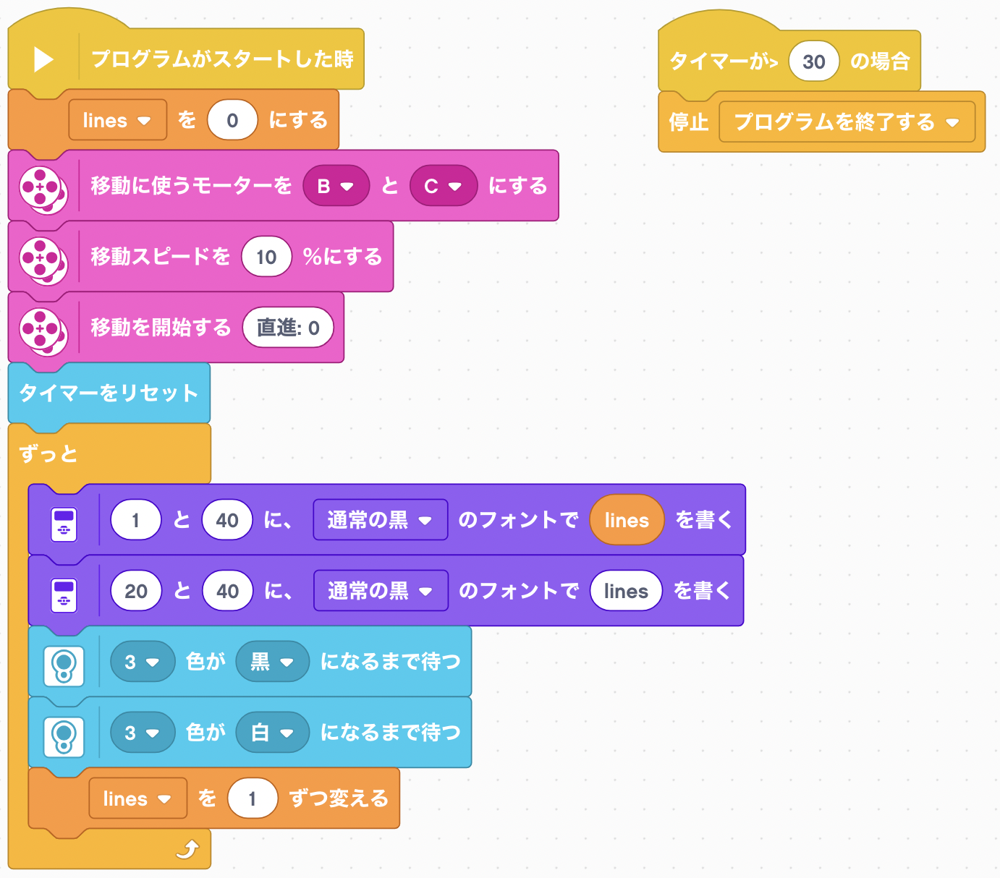 プログラムがスタートした時
lines を 0 にする
移動に使うモーターを B と C にする
移動スピードを 10 %にする
移動を開始する 直進: 0
タイマーをリセット
ずっと
1 と 40 に、 通常の黒 のフォントで lines を書く
20 と 40 に、 通常の黒 のフォントで lines を書く
3 色が 黒 になるまで待つ
3 色が 白 になるまで待つ
lines を 1 ずつ変える
タイマーが> 30 の場合
停止 プログラムを終了する